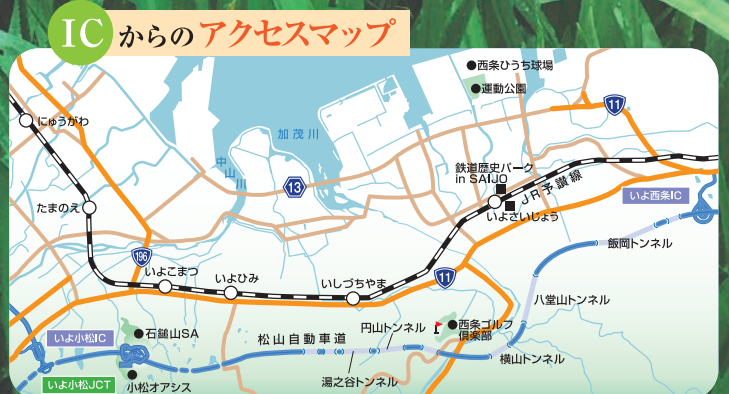 ICからのアクセスマップ
西条ひうち球場
運動公園
11
にゅうがわ
加茂川
中山川
13
鉄道歴史パーク
in SAIJO
JR予讃線
いよ西条IC
たまのえ
いよさいじょう
196
飯岡トンネル
いよこまつ
いよひみ
いしづちやま
11
八堂山トンネル
いよ小松IC
石鎚山SA
松山自動車道
円山トンネル
西条ゴルフ
倶楽部
横山トンネル
湯之谷トンネル
いよ小松JCT
小松オアシス